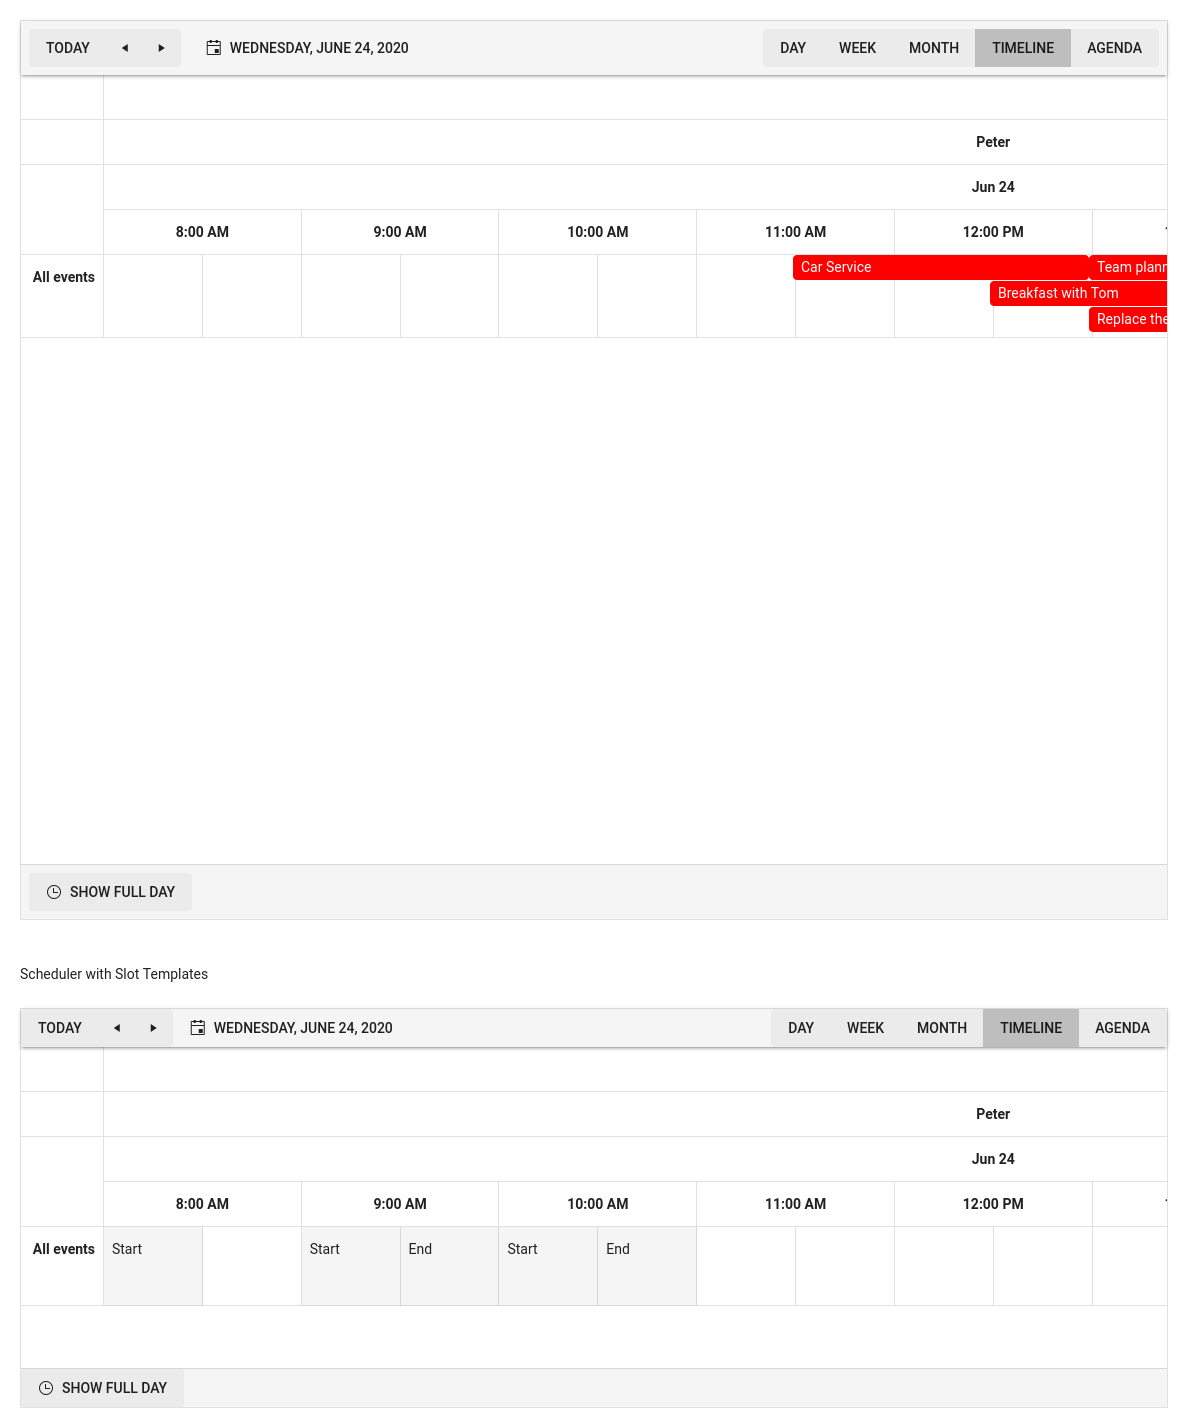 TODAY WEDNESDAY, JUNE 24, 2020 DAY WEEK MONTH TIMELINE AGENDA
Peter
Jun 24
8:00 AM 9:00 AM 10:00 AM 11:00 AM 12:00 PM
All events Car Service Team plann
Breakfast with Tom
Replace the
SHOW FULL DAY
Scheduler with Slot Templates
TODAY WEDNESDAY, JUNE 24, 2020 DAY WEEK MONTH TIMELINE AGENDA
Peter
Jun 24
8:00 AM 9:00 AM 10:00 AM 11:00 AM 12:00 PM
All events Start Start End Start End
SHOW FULL DAY